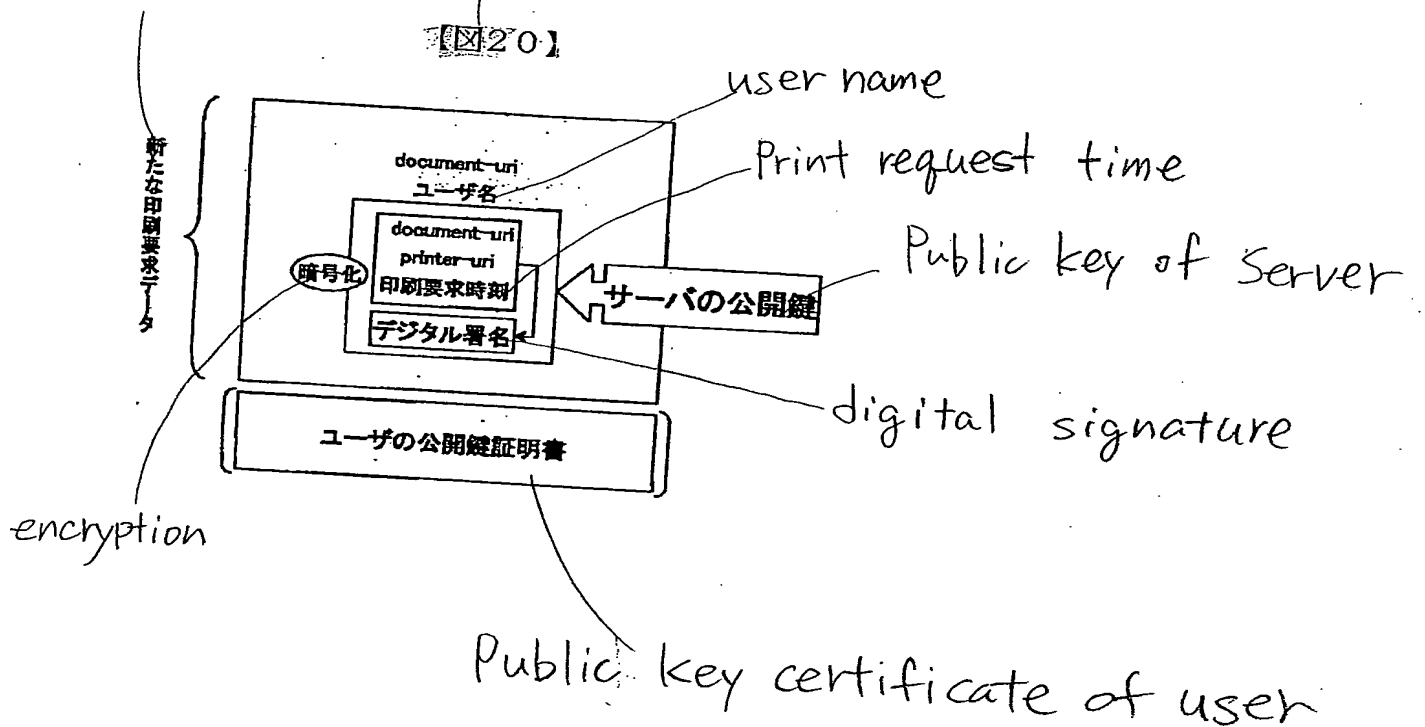 【図20】
user name
document-uri
ユーザ名
Print request time
document-uri
printer-uri
印刷要求時刻
暗号化
新たな印刷要求データ
Public key of Server
サーバの公開鍵
デジタル署名
digital signature
ユーザの公開鍵証明書
encryption
Public key certificate of user